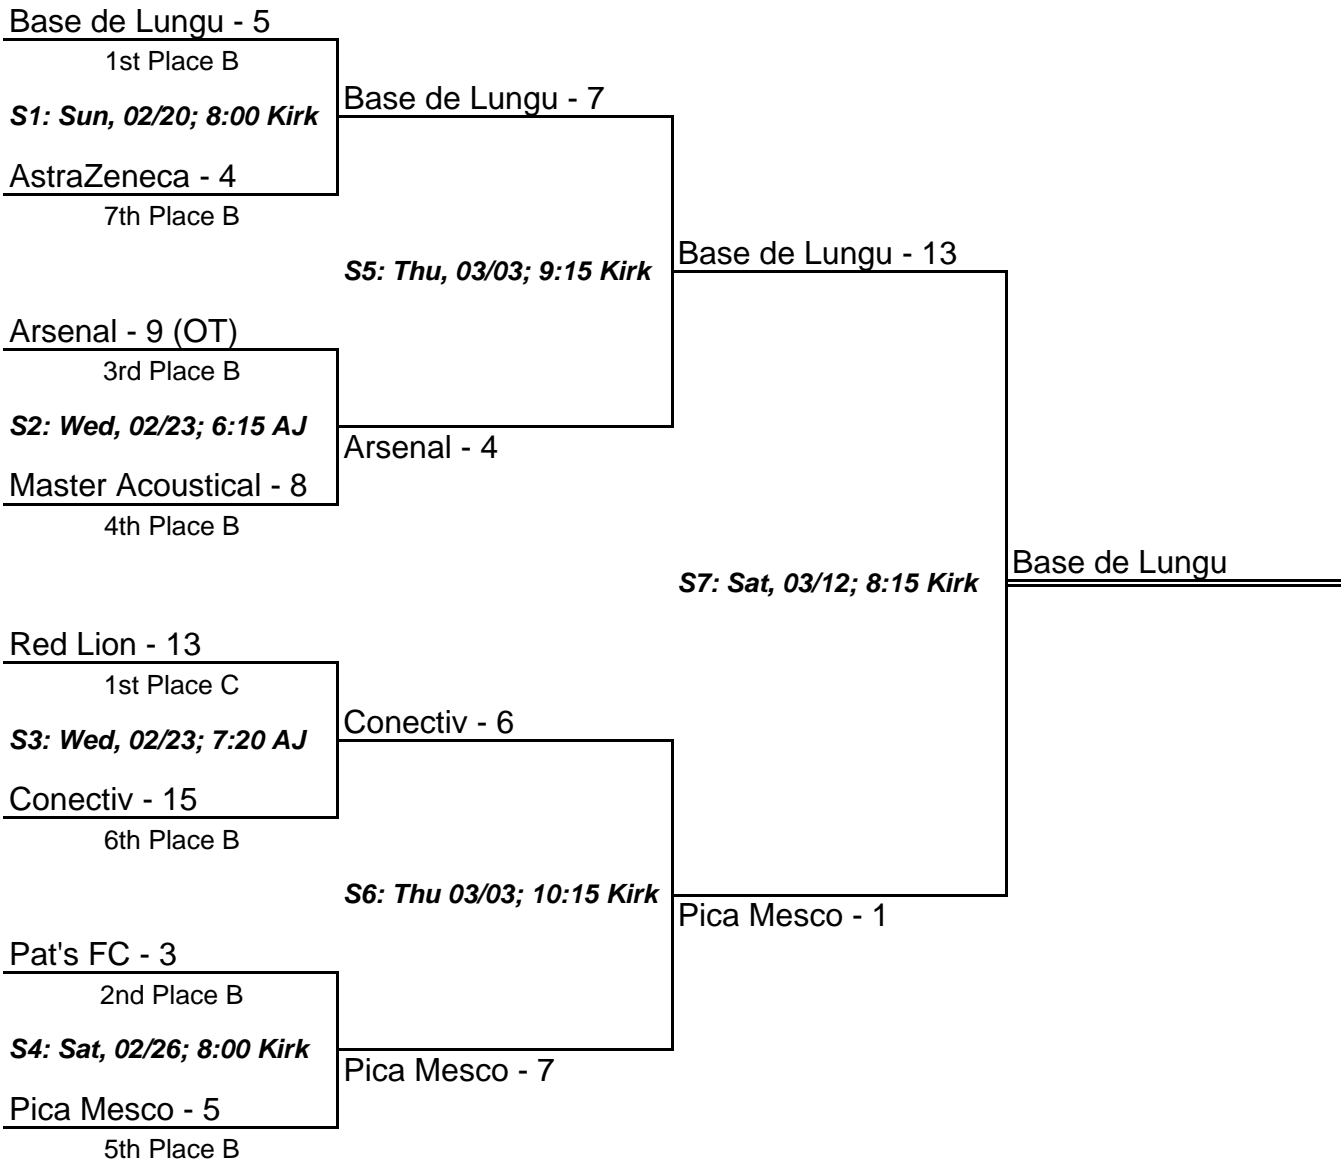 Base de Lungu - 5
1st Place B
S1: Sun, 02/20; 8:00 Kirk
AstraZeneca - 4
7th Place B
Base de Lungu - 7
S5: Thu, 03/03; 9:15 Kirk
Arsenal - 9 (OT)
3rd Place B
S2: Wed, 02/23; 6:15 AJ
Master Acoustical - 8
4th Place B
Arsenal - 4
Base de Lungu - 13
S7: Sat, 03/12; 8:15 Kirk
Base de Lungu
Red Lion - 13
1st Place C
S3: Wed, 02/23; 7:20 AJ
Conectiv - 15
6th Place B
Conectiv - 6
S6: Thu 03/03; 10:15 Kirk
Pica Mesco - 1
Pat's FC - 3
2nd Place B
S4: Sat, 02/26; 8:00 Kirk
Pica Mesco - 5
5th Place B
Pica Mesco - 7